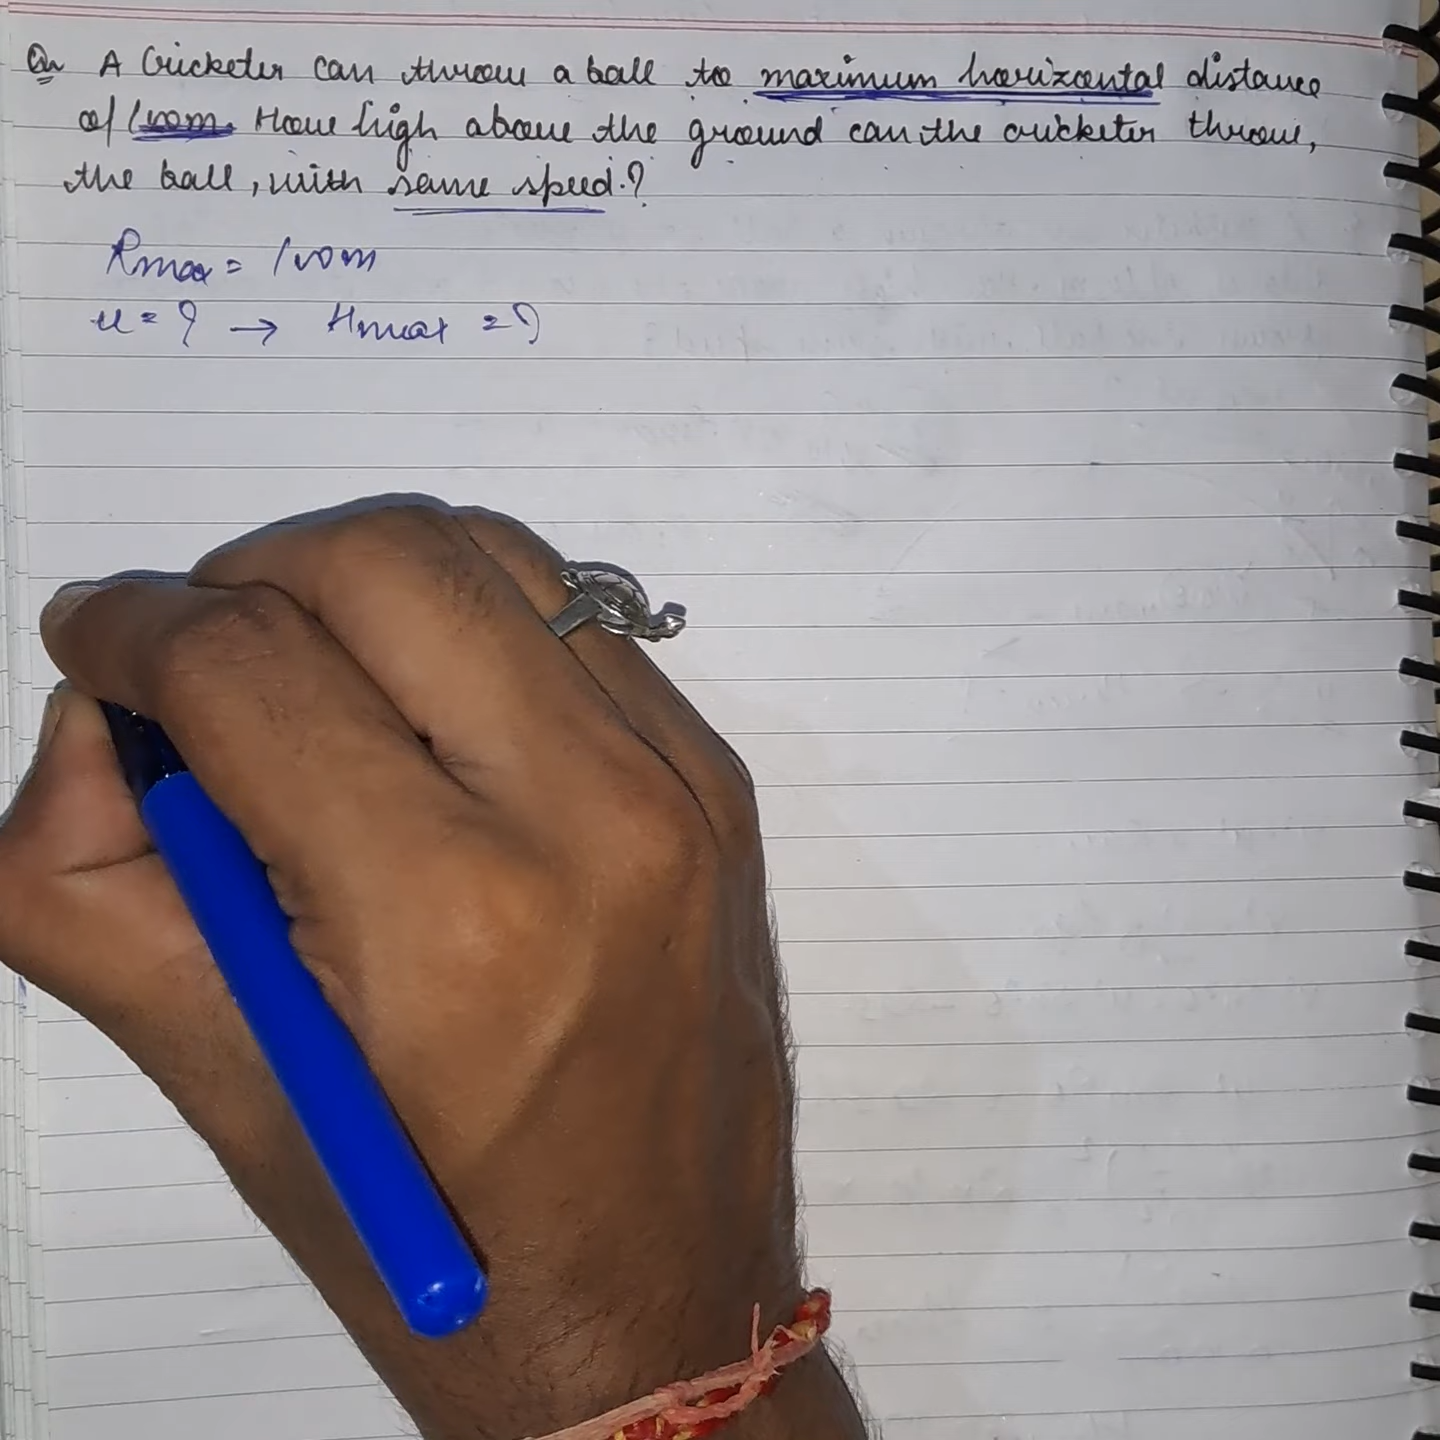 Qn A Cricketer can throw a ball to maximum horizontal distance
of 100m. How high above the ground can the cricketer throw,
the ball, with same speed.?
Rmax = 100m
u = ? → Hmax = ?